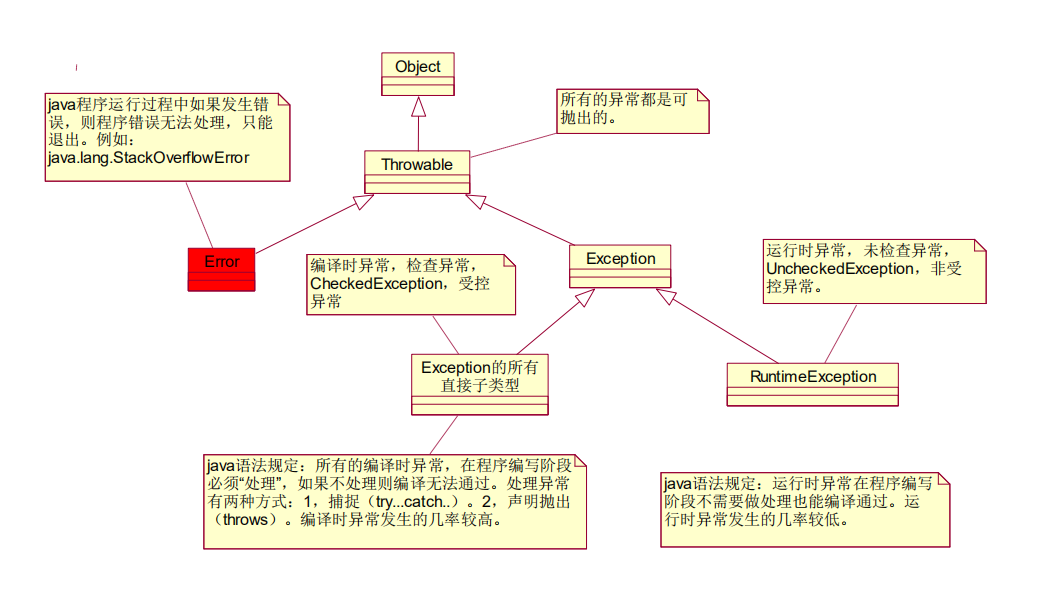 Object
java程序运行过程中如果发生错
误，则程序错误无法处理，只能
退出。例如：
java.lang.StackOverflowError
所有的异常都是可
抛出的。
Throwable
Error
编译时异常，检查异常，
CheckedException，受控
异常
Exception
运行时异常，未检查异常，
UncheckedException，非受
控异常。
Exception的所有
直接子类型
RuntimeException
java语法规定：所有的编译时异常，在程序编写阶段
必须“处理”，如果不处理则编译无法通过。处理异常
有两种方式：1，捕捉（try...catch..）。2，声明抛出
（throws）。编译时异常发生的几率较高。
java语法规定：运行时异常在程序编写
阶段不需要做处理也能编译通过。运
行时异常发生的几率较低。